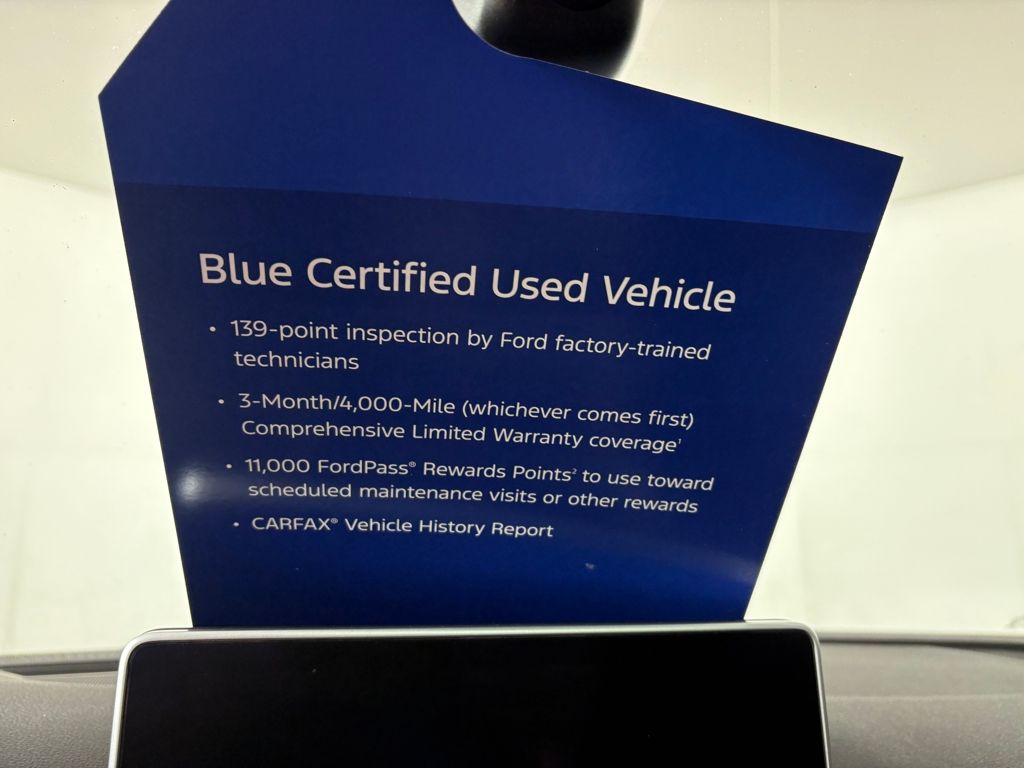 Blue Certified Used Vehicle
• 139-point inspection by Ford factory-trained
technicians
• 3-Month/4,000-Mile (whichever comes first)
Comprehensive Limited Warranty coverage¹
• 11,000 FordPass® Rewards Points² to use toward
scheduled maintenance visits or other rewards
• CARFAX® Vehicle History Report